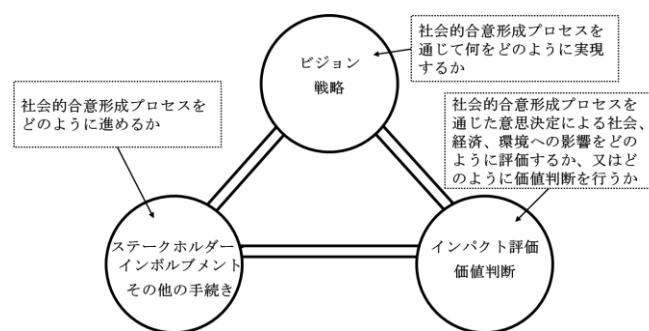 社会的合意形成プロセスを
通じて何をどのように実現
するか
ビジョン
戦略
社会的合意形成プロセスを
どのように進めるか
社会的合意形成プロセスを
通じた意思決定による社会、
経済、環境への影響をどの
ように評価するか、又はど
のように価値判断を行うか
ステークホルダー
インボルブメント
その他の手続き
インパクト評価
価値判断